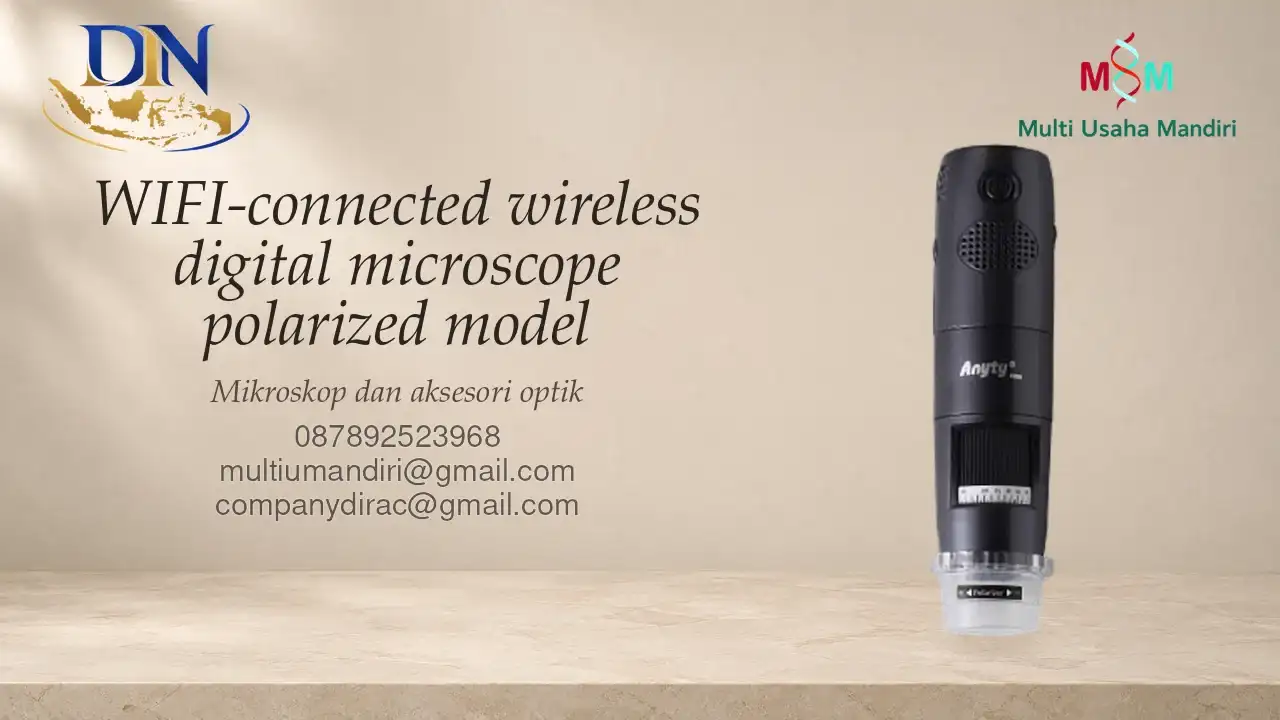 DIN
MSM
Multi Usaha Mandiri
WIFI-connected wireless
digital microscope
polarized model
Mikroskop dan aksesori optik
087892523968
multiumandiri@gmail.com
companydirac@gmail.com
Anyty
Polarizer